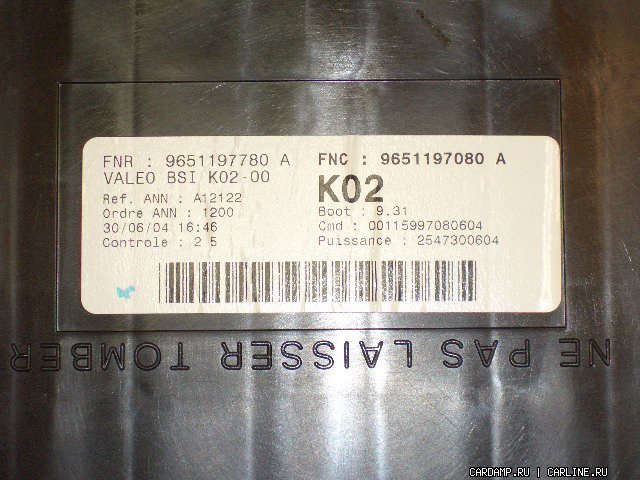 FNR : 9651197780 A
VALEO BSI K02-00
Ref. ANN : A12122
Ordre ANN : 1200
30/06/04 16:46
Controle : 2 5
FNC : 9651197080 A
K02
Boot : 9.31
Cmd : 00115997080604
Puissance : 2547300604
NE PAS LAISSER TOMBER
CARDAMP.RU | CARLINE.RU